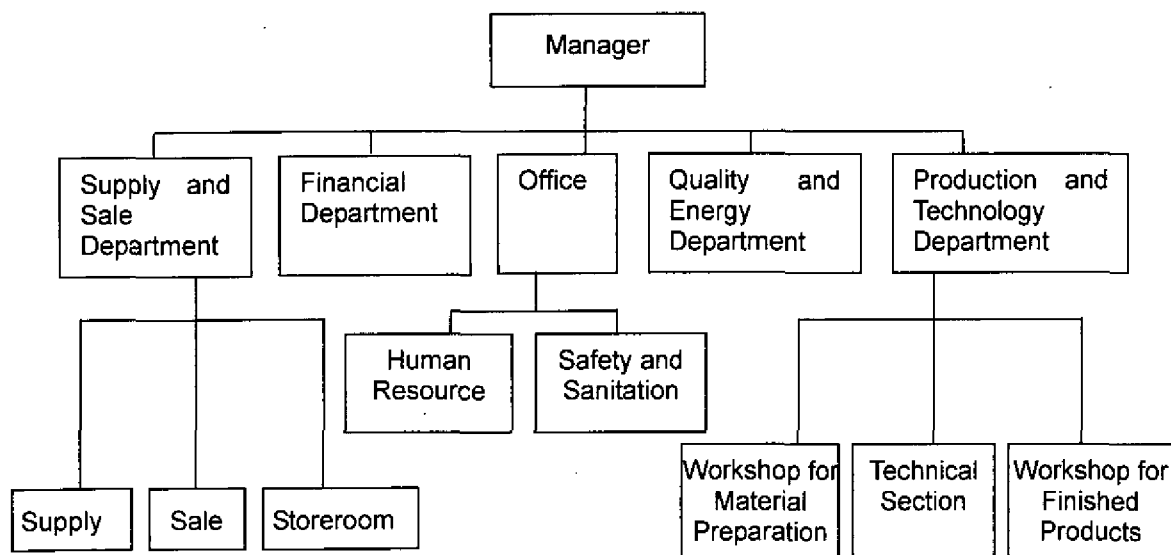 Manager
Supply and
Sale
Department
Financial
Department
Office
Quality and
Energy
Department
Production and
Technology
Department
Human
Resource
Safety and
Sanitation
Supply
Sale
Storeroom
Workshop for
Material
Preparation
Technical
Section
Workshop for
Finished
Products